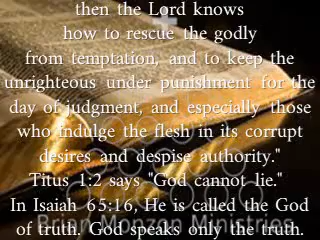 then the Lord knows
how to rescue the godly
from temptation, and to keep the
unrighteous under punishment for the
day of judgment, and especially those
who indulge the flesh in its corrupt
desires and despise authority."
Titus 1:2 says "God cannot lie."
In Isaiah 65:16, He is called the God
of truth. God speaks only the truth.
Brian Monzon Ministries